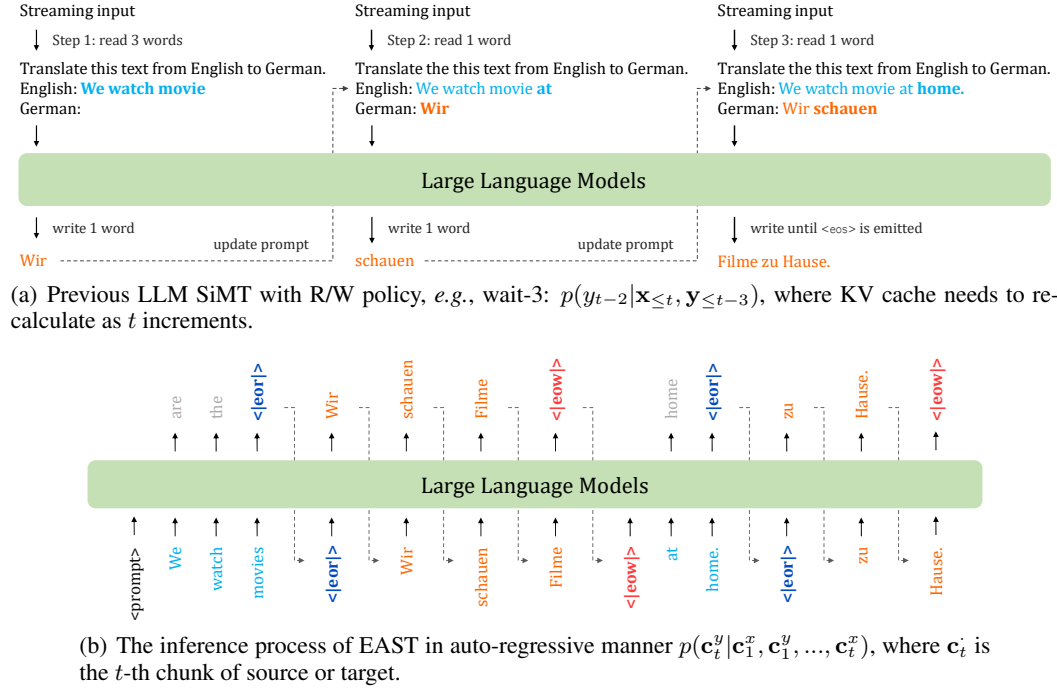 Streaming input Streaming input Streaming input
Step 1: read 3 words Step 2: read 1 word Step 3: read 1 word
Translate this text from English to German. Translate the this text from English to German. Translate the this text from English to German.
English: We watch movie English: We watch movie at English: We watch movie at home.
German: German: Wir German: Wir schauen
Large Language Models
write 1 word write 1 word write until <eos> is emitted
Wir update prompt schauen update prompt Filme zu Hause.
(a) Previous LLM SiMT with R/W policy, e.g., wait-3: p(y_{t−2}|x_{≤t}, y_{≤t−3}), where KV cache needs to re-
calculate as t increments.
are the <|eor|> Wir schauen Filme <|eow|> home <|eor|> zu Hause. <|eow|>
Large Language Models
<prompt> We watch movies <|eor|> Wir schauen Filme <|eow|> at home. <|eor|> zu Hause.
(b) The inference process of EAST in auto-regressive manner p(c_t^y|c_1^x, c_1^y, ..., c_t^x), where c_t^· is
the t-th chunk of source or target.